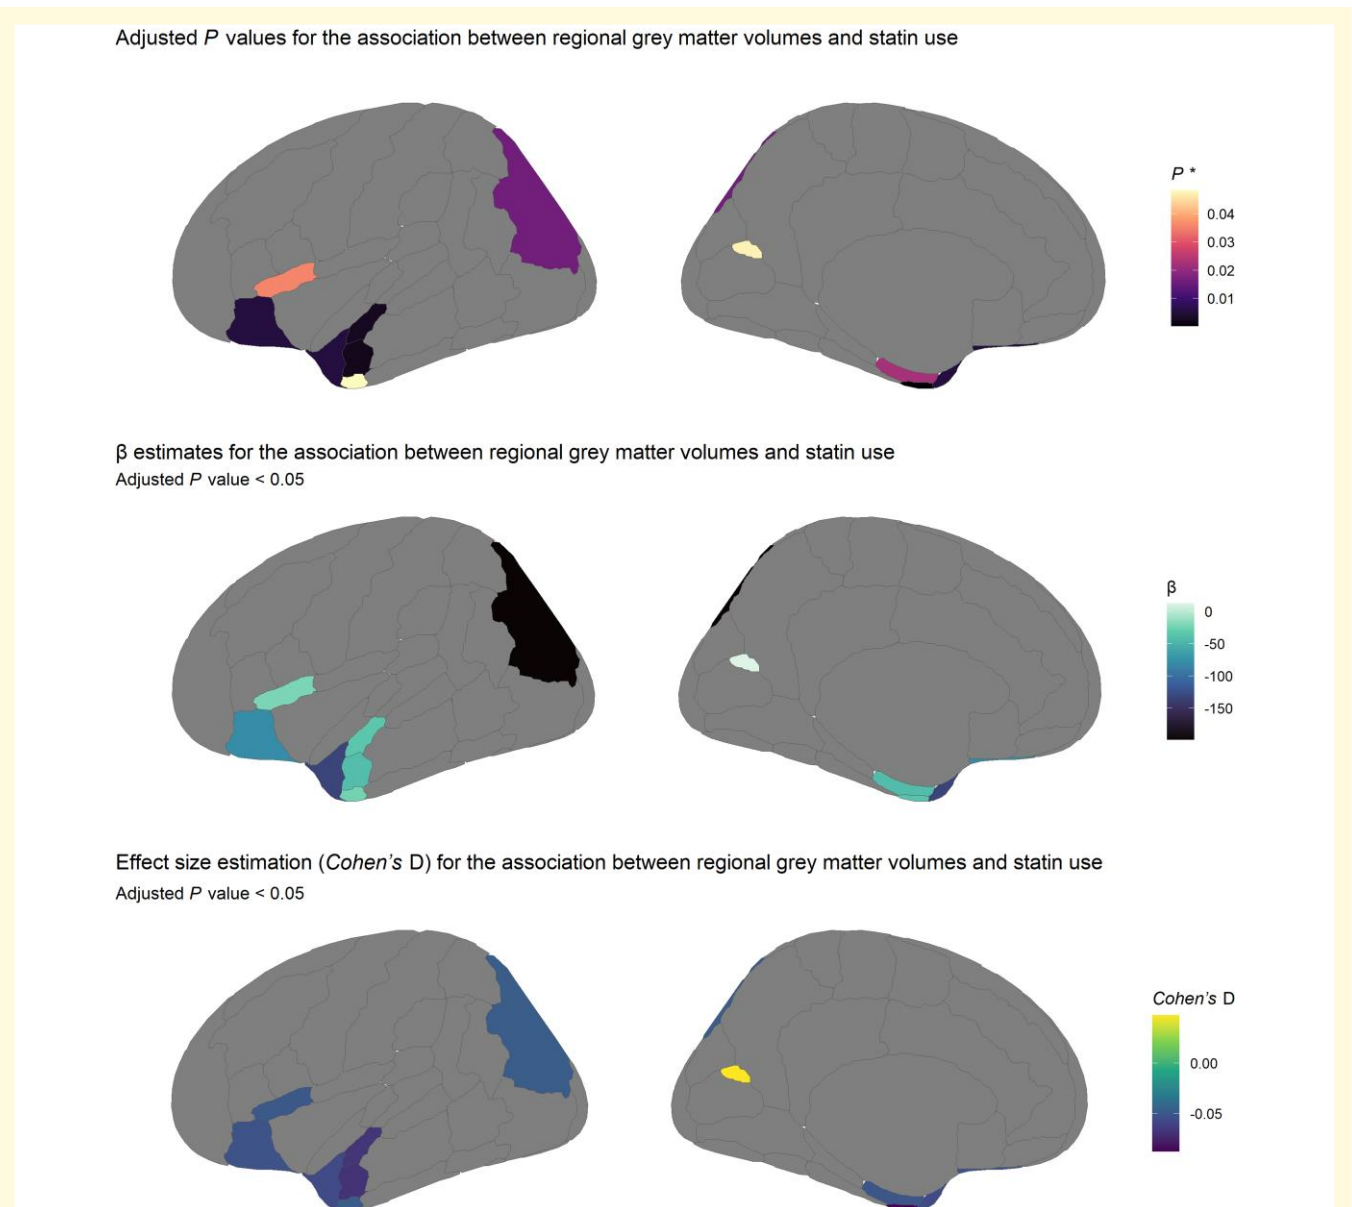 Adjusted P values for the association between regional grey matter volumes and statin use
P *
0.04
0.03
0.02
0.01
β estimates for the association between regional grey matter volumes and statin use
Adjusted P value < 0.05
β
0
-50
-100
-150
Effect size estimation (Cohen's D) for the association between regional grey matter volumes and statin use
Adjusted P value < 0.05
Cohen's D
0.00
-0.05